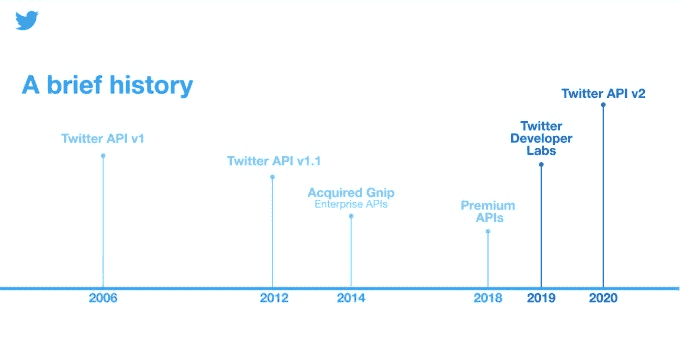 A brief history
Twitter API v1
Twitter API v1.1
Acquired Gnip
Enterprise APIs
Premium
APIs
Twitter
Developer
Labs
Twitter API v2
2006
2012
2014
2018
2019
2020